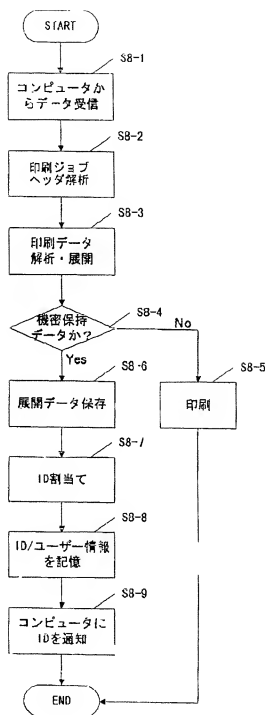 START
S8-1
コンピュータか
らデータ受信
S8-2
印刷ジョブ
ヘッダ解析
S8-3
印刷データ
解析・展開
S8-4
機密保持
データか?
No
Yes
S8-6
S8-5
展開データ保存
印刷
S8-7
ID割当て
S8-8
ID/ユーザー情報
を記憶
S8-9
コンピュータに
IDを通知
END